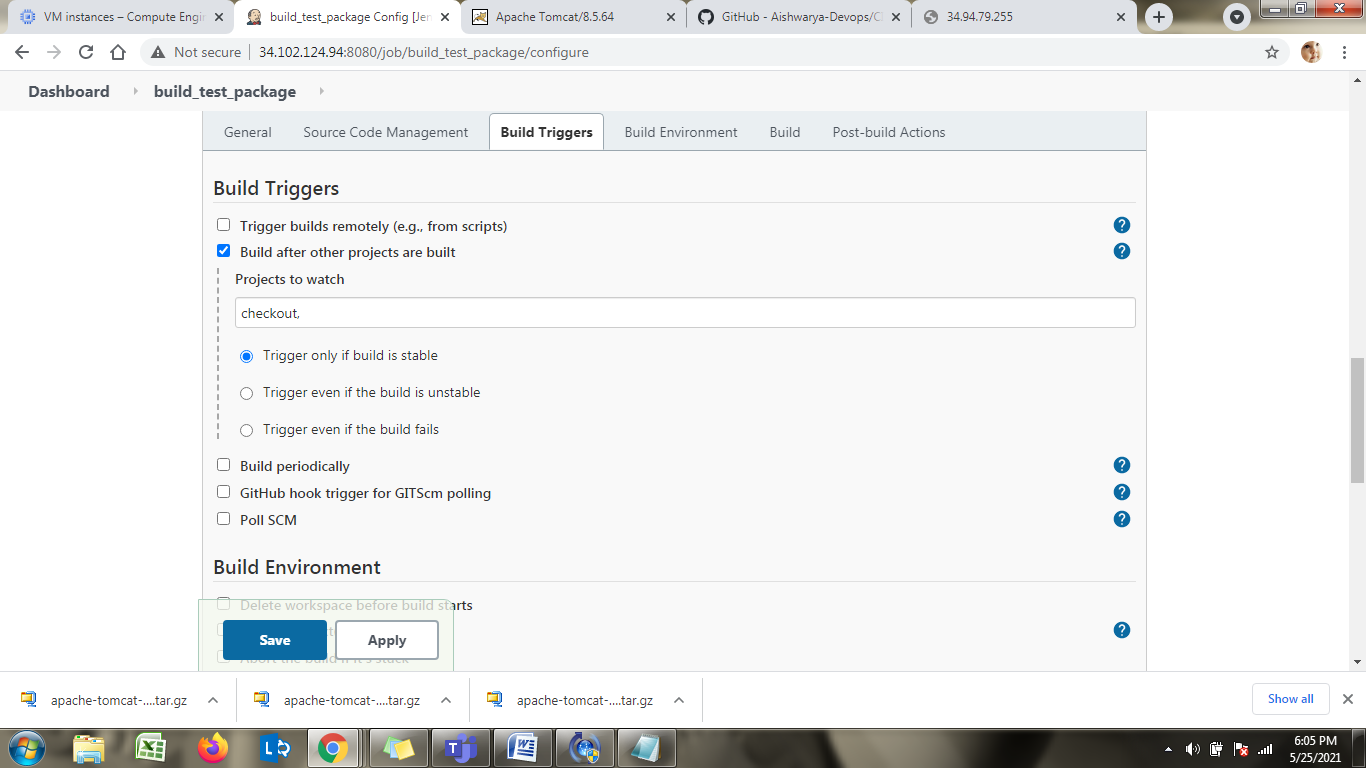 VM instances – Compute Engi
build_test_package Config [Jen
Apache Tomcat/8.5.64
GitHub - Aishwarya-Devops/C
34.94.79.255
Not secure
34.102.124.94:8080/job/build_test_package/configure
Dashboard
build_test_package
General
Source Code Management
Build Triggers
Build Environment
Build
Post-build Actions
Build Triggers
Trigger builds remotely (e.g., from scripts)
Build after other projects are built
Projects to watch
checkout,
Trigger only if build is stable
Trigger even if the build is unstable
Trigger even if the build fails
Build periodically
GitHub hook trigger for GITScm polling
Poll SCM
Build Environment
Delete workspace before build starts
Save
Apply
Abort the build if it's stuck
apache-tomcat-....tar.gz
apache-tomcat-....tar.gz
apache-tomcat-....tar.gz
Show all
6:05 PM
5/25/2021